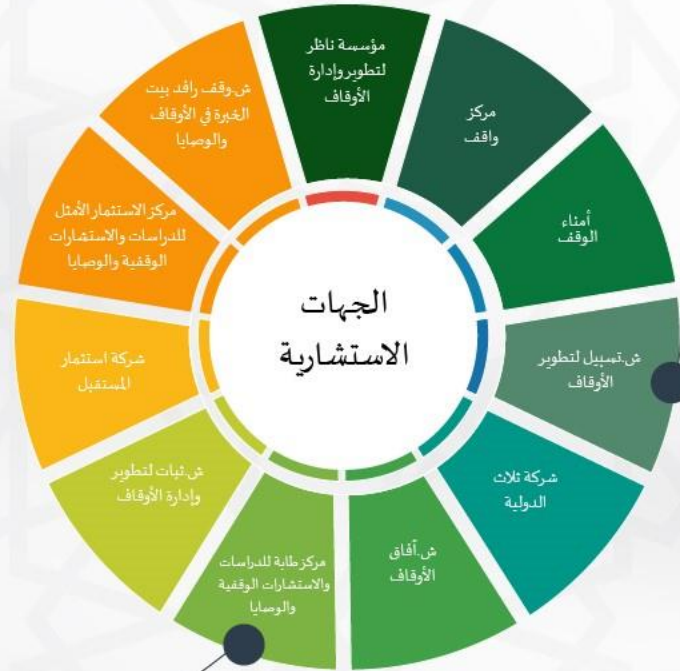 الجهات
الاستشارية
مؤسسة ناظر
لتطوير وإدارة
الأوقاف
مركز
واقف
أمناء
الوقف
ش.تسبيل لتطوير
الأوقاف
شركة ثلاث
الدولية
ش.آفاق
الأوقاف
مركز طابة للدراسات
والاستشارات الوقفية
والوصايا
ش.ثبات لتطوير
وإدارة الأوقاف
شركة استثمار
المستقبل
مركز الاستثمار الأمثل
للدراسات والاستشارات
الوقفية والوصايا
ش.وقف رافد بيت
الخبرة في الأوقاف
والوصايا